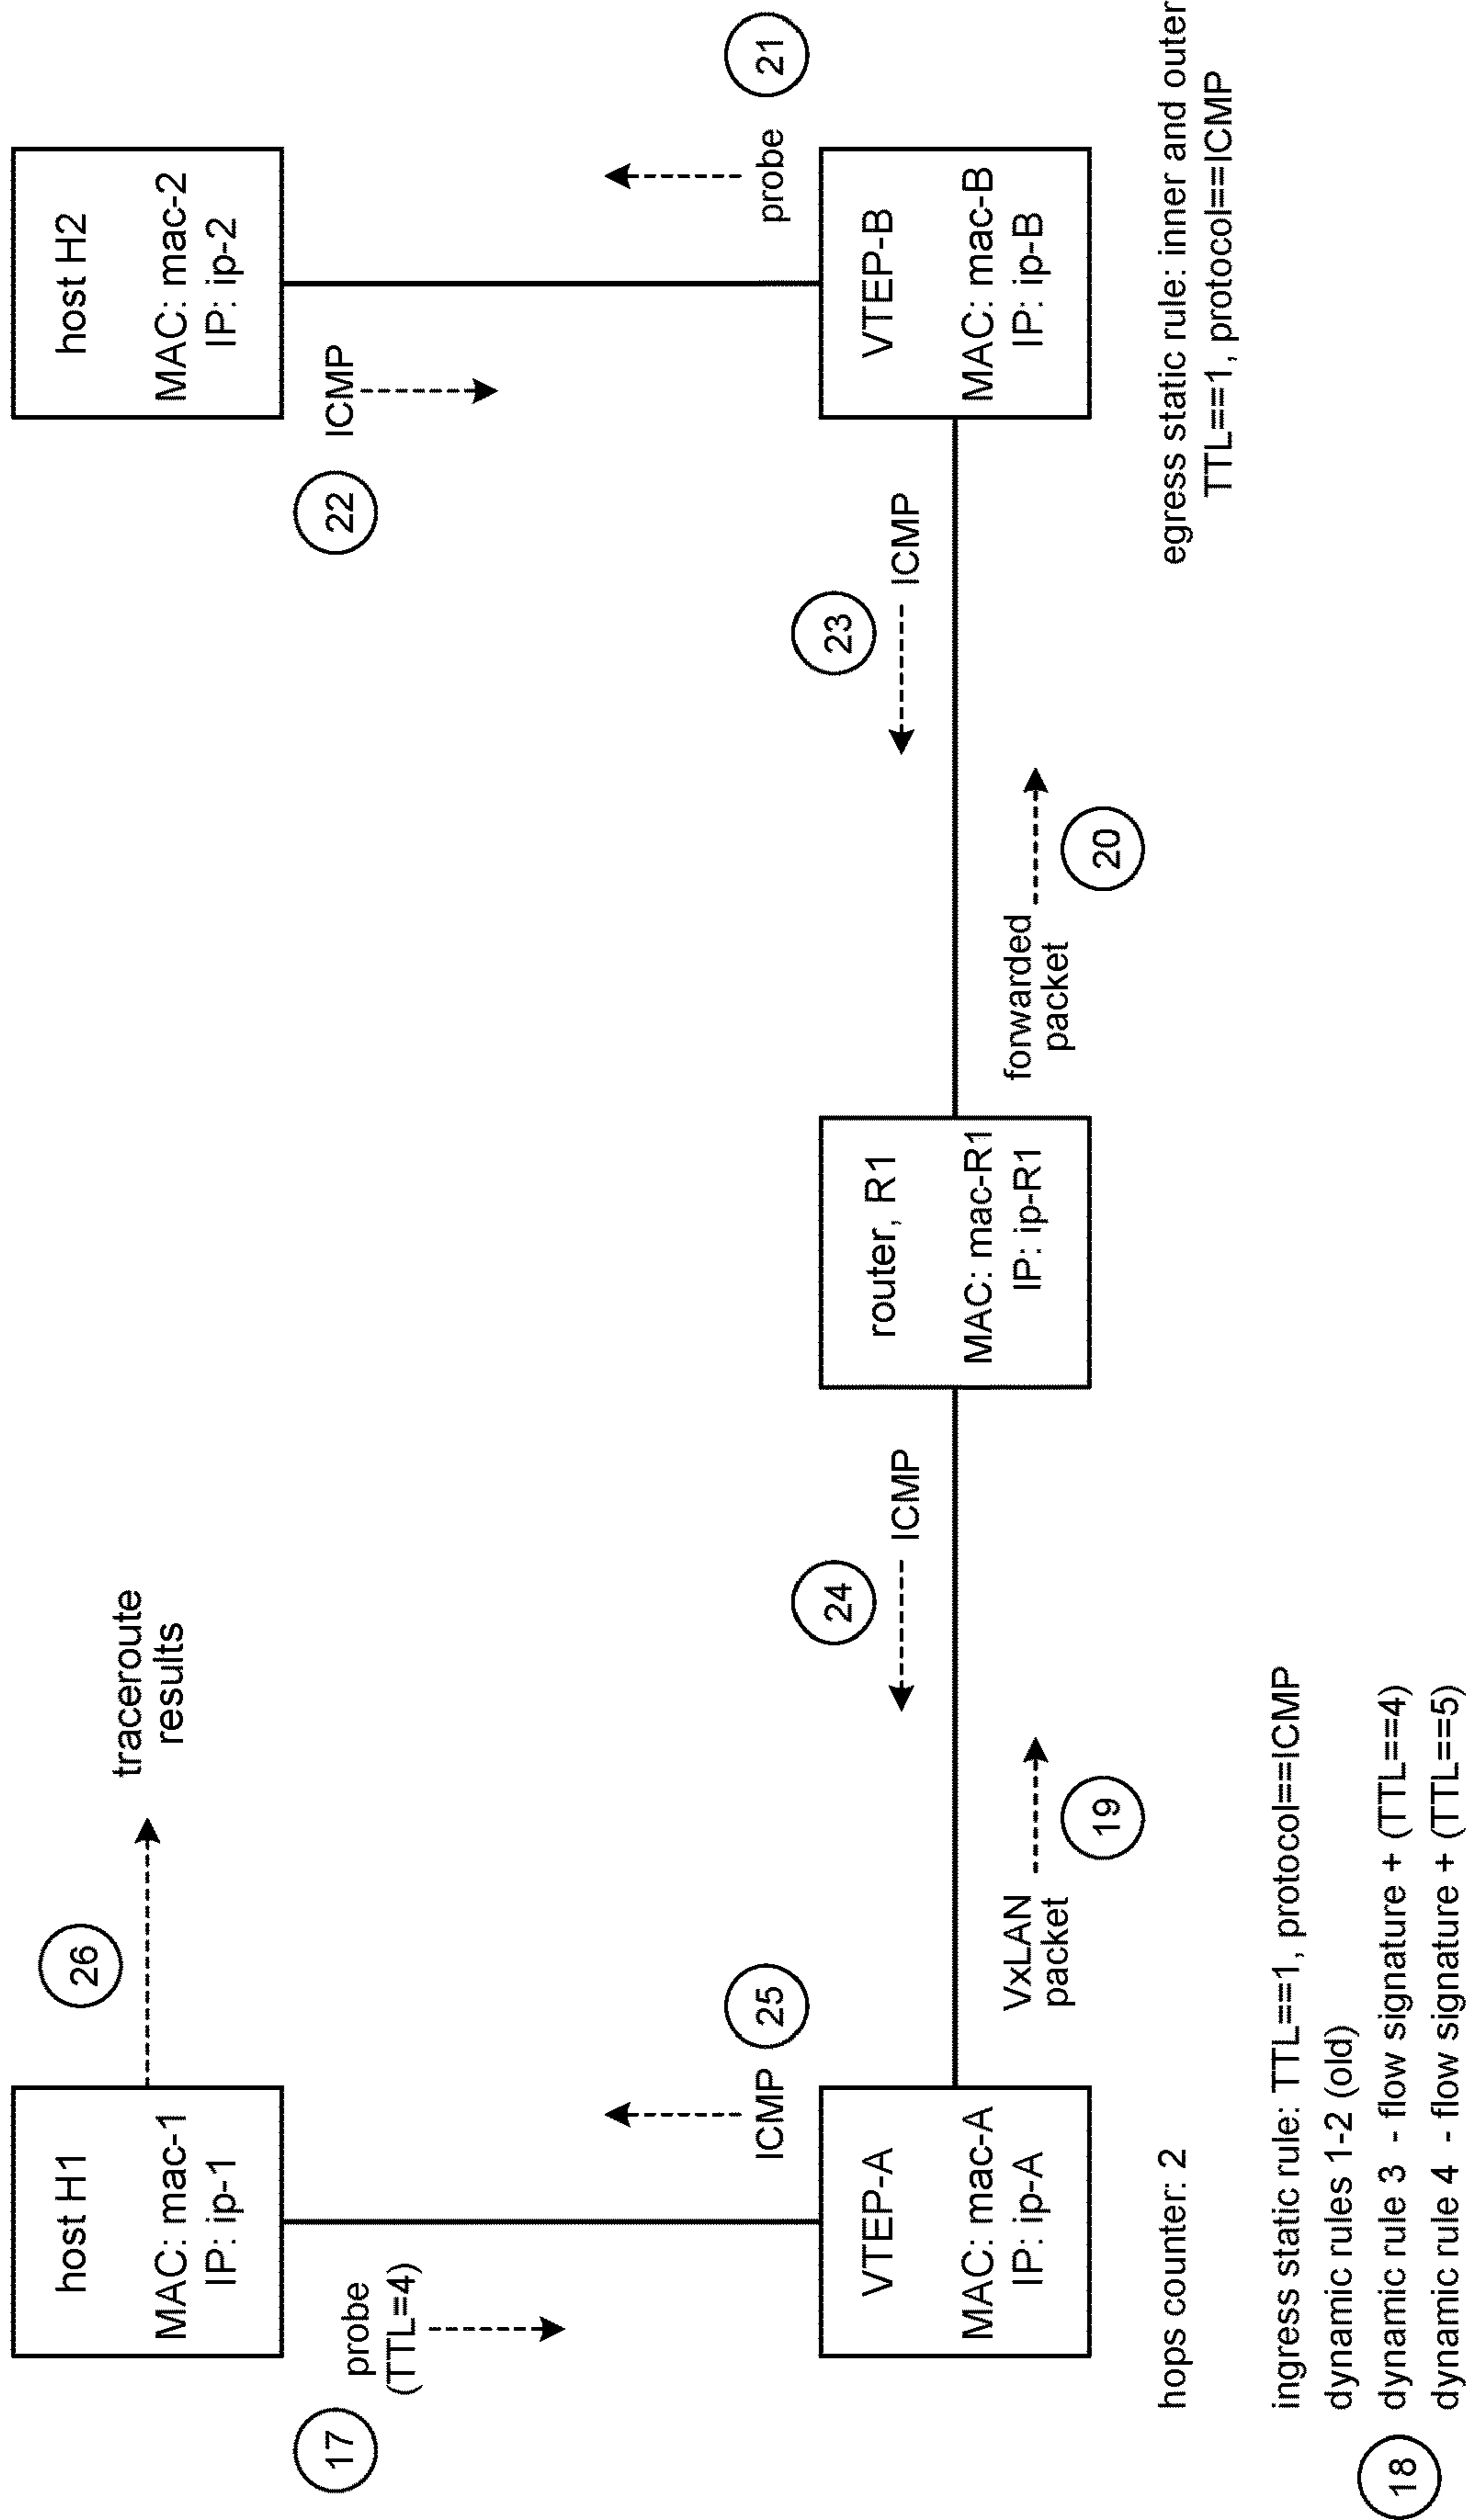 host H1
MAC: mac-1
IP: ip-1
26
traceroute
results
host H2
MAC: mac-2
IP: ip-2
17
probe
(TTL=4)
22
ICMP
25
ICMP
24
ICMP
23
ICMP
21
probe
VTEP-A
MAC: mac-A
IP: ip-A
router, R1
MAC: mac-R1
IP: ip-R1
VTEP-B
MAC: mac-B
IP: ip-B
VxLAN
packet
19
forwarded
packet
20
hops counter: 2
egress static rule: inner and outer
TTL==1, protocol==ICMP
ingress static rule: TTL==1, protocol==ICMP
dynamic rules 1-2 (old)
18
dynamic rule 3 - flow signature + (TTL==4)
dynamic rule 4 - flow signature + (TTL==5)